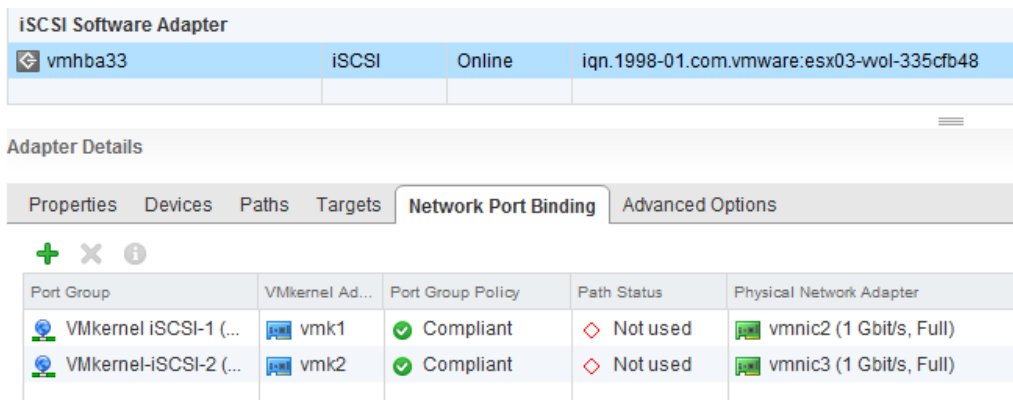 iSCSI Software Adapter
vmhba33 iSCSI Online iqn.1998-01.com.vmware:esx03-wol-335cfb48
Adapter Details
Properties Devices Paths Targets Network Port Binding Advanced Options
Port Group VMkernel Ad... Port Group Policy Path Status Physical Network Adapter
VMkernel iSCSI-1 (... vmk1 Compliant Not used vmnic2 (1 Gbit/s, Full)
VMkernel-iSCSI-2 (... vmk2 Compliant Not used vmnic3 (1 Gbit/s, Full)